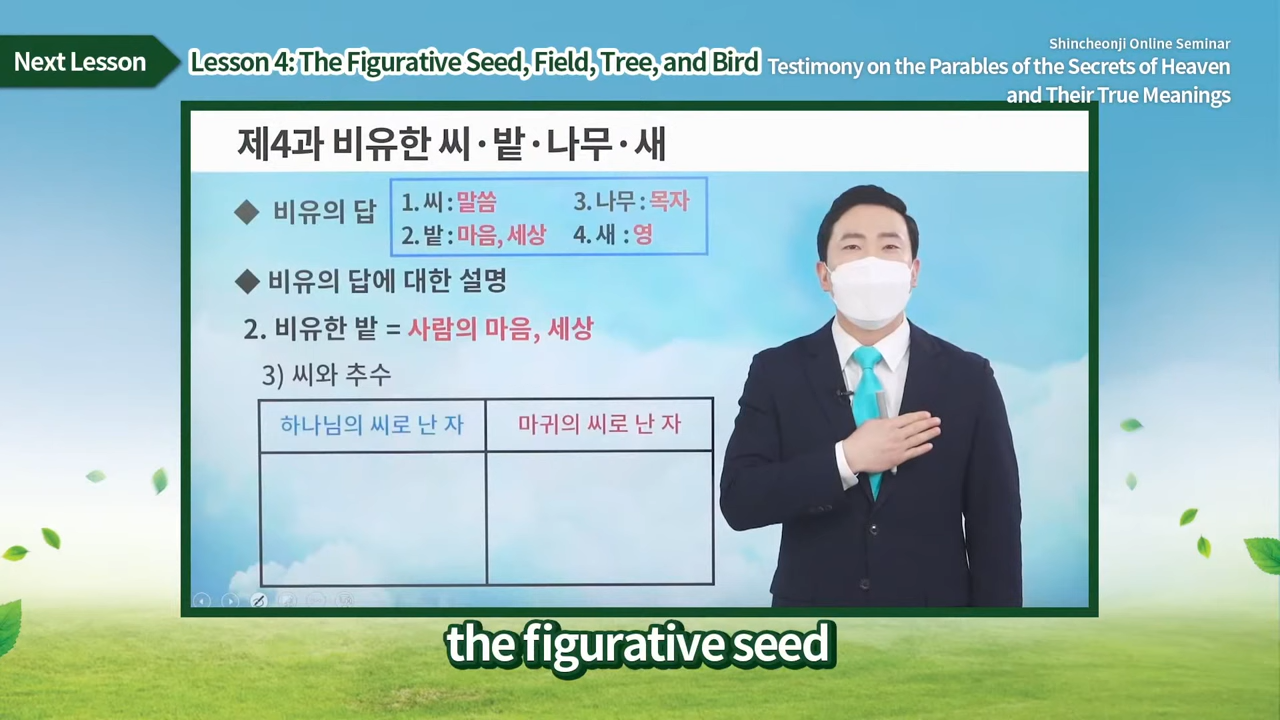 Next Lesson
Lesson 4: The Figurative Seed, Field, Tree, and Bird
Shincheonji Online Seminar
Testimony on the Parables of the Secrets of Heaven
and Their True Meanings
제4과 비유한 씨·밭·나무·새
◆ 비유의 답
1. 씨 : 말씀
3. 나무 : 목자
2. 밭 : 마음, 세상
4. 새 : 영
◆ 비유의 답에 대한 설명
2. 비유한 밭 = 사람의 마음, 세상
3) 씨와 추수
하나님의 씨로 난 자
마귀의 씨로 난 자
the figurative seed